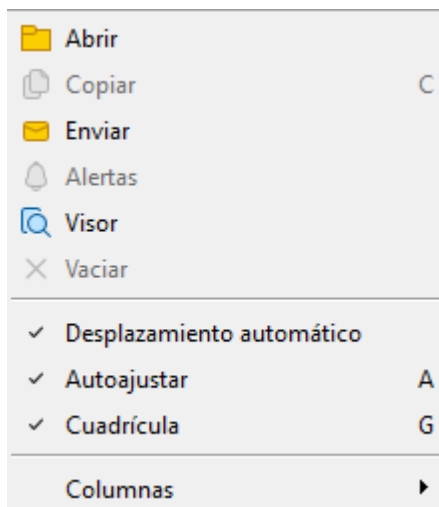 Abrir
Copiar C
Enviar
Alertas
Visor
Vaciar
Desplazamiento automático
Autoajustar A
Cuadrícula G
Columnas